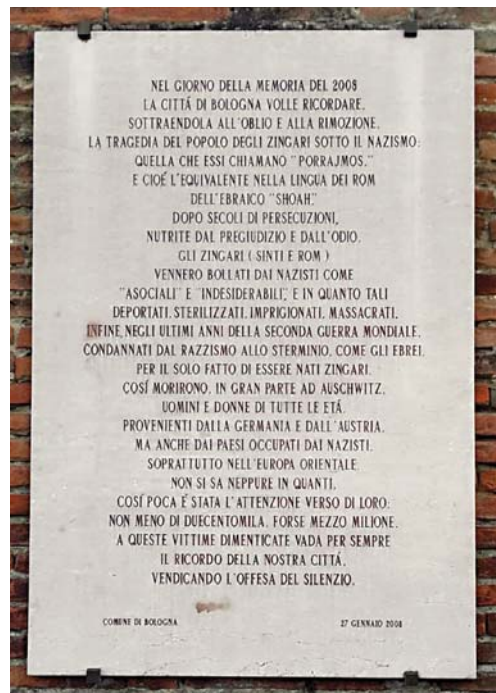 NEL GIORNO DELLA MEMORIA DEL 2008
LA CITTÁ DI BOLOGNA VOLLE RICORDARE,
SOTTRAENDOLA ALL'OBLIO E ALLA RIMOZIONE,
LA TRAGEDIA DEL POPOLO DEGLI ZINGARI SOTTO IL NAZISMO:
QUELLA CHE ESSI CHIAMANO "PORRAJMOS,"
E CIOÉ L'EQUIVALENTE NELLA LINGUA DEI ROM
DELL'EBRAICO "SHOAH."
DOPO SECOLI DI PERSECUZIONI,
NUTRITE DAL PREGIUDIZIO E DALL'ODIO,
GLI ZINGARI ( SINTI E ROM )
VENNERO BOLLATI DAI NAZISTI COME
"ASOCIALI" E "INDESIDERABILI", E IN QUANTO TALI
DEPORTATI, STERILIZZATI, IMPRIGIONATI, MASSACRATI.
INFINE, NEGLI ULTIMI ANNI DELLA SECONDA GUERRA MONDIALE,
CONDANNATI DAL RAZZISMO ALLO STERMINIO, COME GLI EBREI,
PER IL SOLO FATTO DI ESSERE NATI ZINGARI.
COSÍ MORIRONO, IN GRAN PARTE AD AUSCHWITZ,
UOMINI E DONNE DI TUTTE LE ETÁ,
PROVENIENTI DALLA GERMANIA E DALL'AUSTRIA,
MA ANCHE DAI PAESI OCCUPATI DAI NAZISTI,
SOPRATTUTTO NELL'EUROPA ORIENTALE.
NON SI SA NEPPURE IN QUANTI,
COSÍ POCA É STATA L'ATTENZIONE VERSO DI LORO:
NON MENO DI DUECENTOMILA, FORSE MEZZO MILIONE.
A QUESTE VITTIME DIMENTICATE VADA PER SEMPRE
IL RICORDO DELLA NOSTRA CITTÁ,
VENDICANDO L'OFFESA DEL SILENZIO.
COMUNE DI BOLOGNA
27 GENNAIO 2008